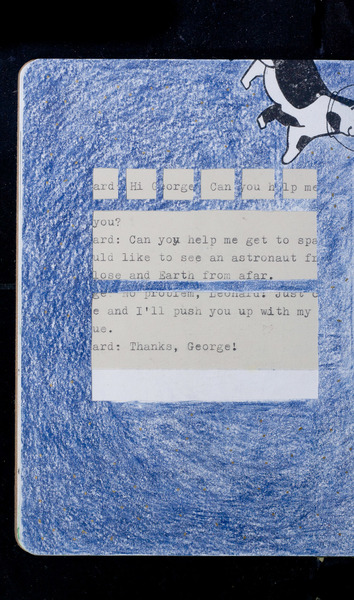 ard: Hi George Can you help me
you?
ard: Can you help me get to spa
uld like to see an astronaut fr
lose and Earth from afar.
ge: No problem, Leonard! Just c
e and I'll push you up with my
ue.
ard: Thanks, George!